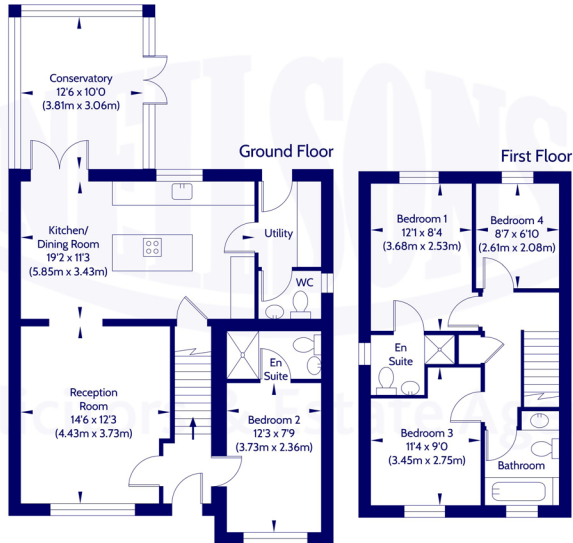 Conservatory
12'6 x 10'0
(3.81m x 3.06m)
Ground Floor
Kitchen/
Dining Room
19'2 x 11'3
(5.85m x 3.43m)
Utility
WC
Reception
Room
14'6 x 12'3
(4.43m x 3.73m)
En
Suite
Bedroom 2
12'3 x 7'9
(3.73m x 2.36m)
First Floor
Bedroom 1
12'1 x 8'4
(3.68m x 2.53m)
Bedroom 4
8'7 x 6'10
(2.61m x 2.08m)
En
Suite
Bedroom 3
11'4 x 9'0
(3.45m x 2.75m)
Bathroom
NEILSONS